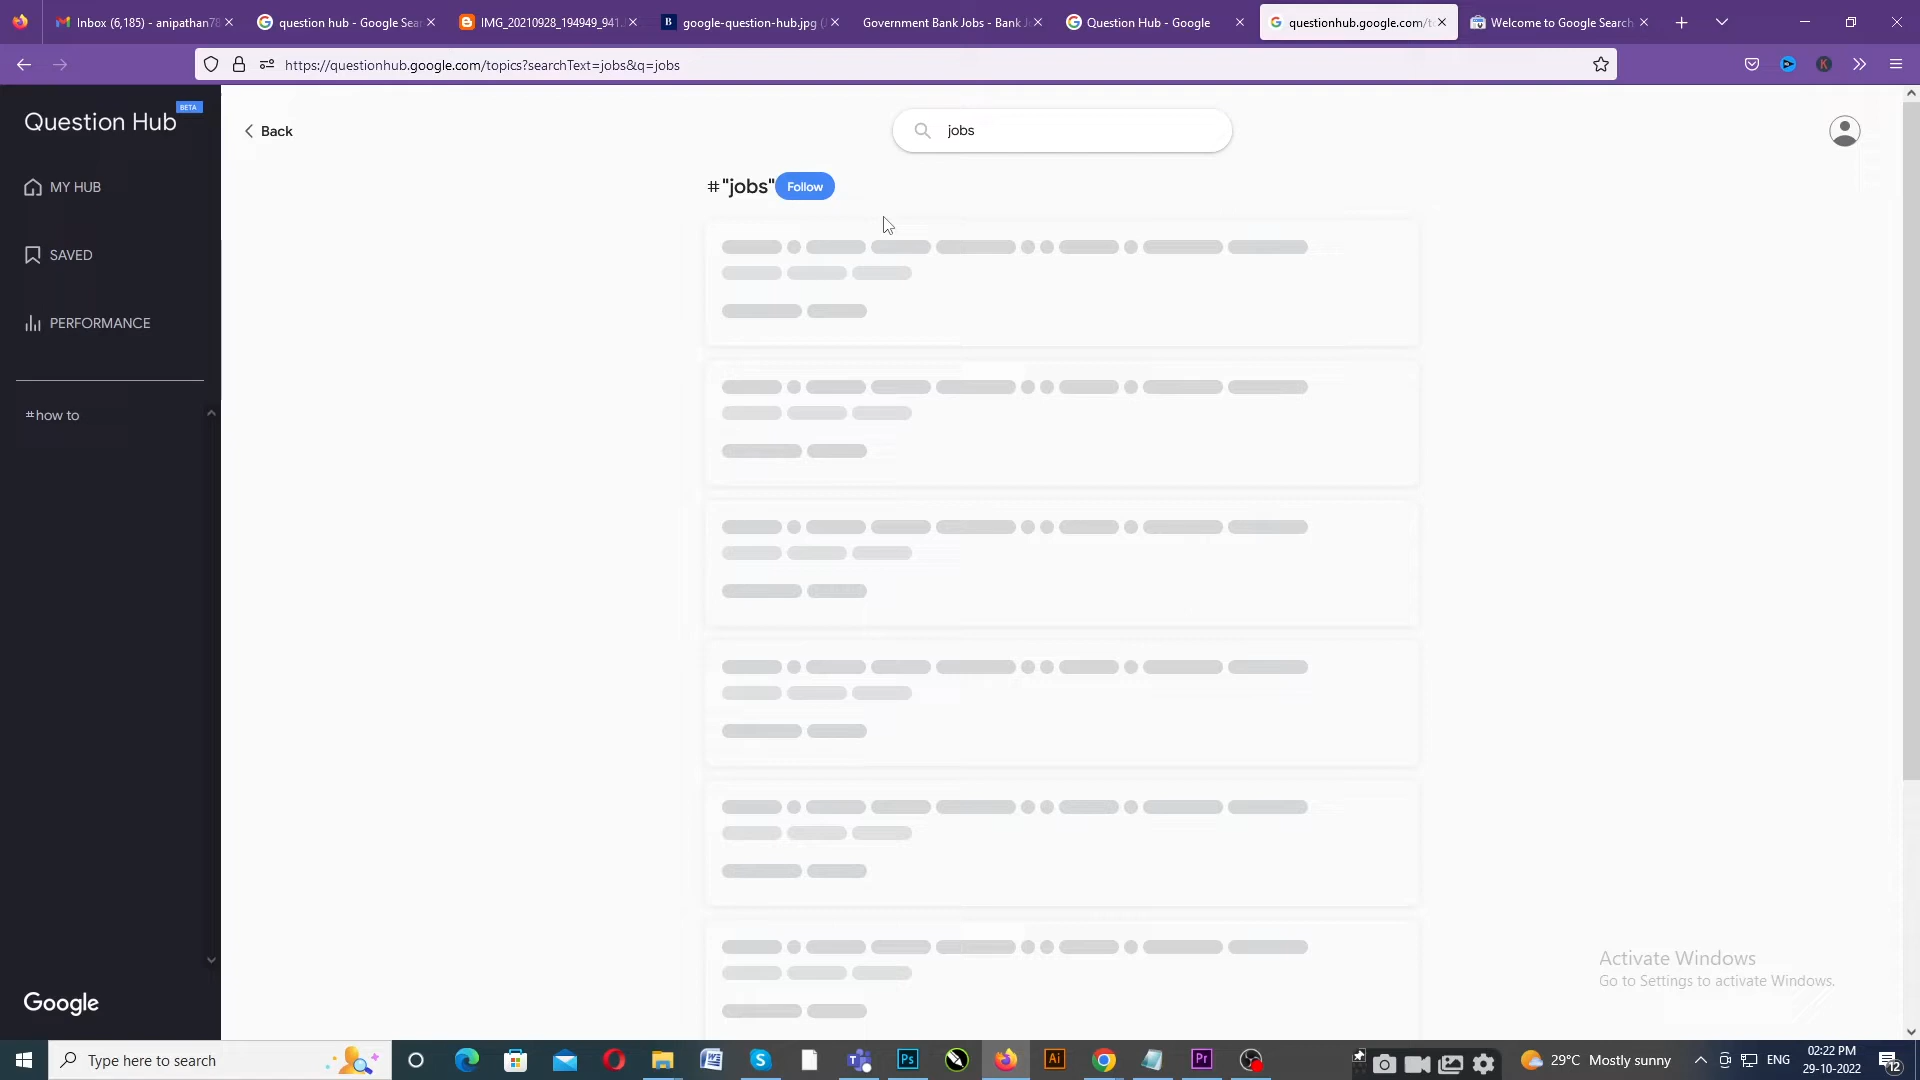 Inbox (6,185) - anipathan78
question hub - Google Sea
IMG_20210928_194949_941.
google-question-hub.jpg (
Government Bank Jobs - Bank J
Question Hub - Google
questionhub.google.com/to
Welcome to Google Search
https://questionhub.google.com/topics?searchText=jobs&q=jobs
Question Hub
BETA
Back
jobs
MY HUB
#"jobs"
Follow
SAVED
PERFORMANCE
#how to
Activate Windows
Go to Settings to activate Windows.
Google
Type here to search
29°C Mostly sunny
ENG
02:22 PM
29-10-2022
12